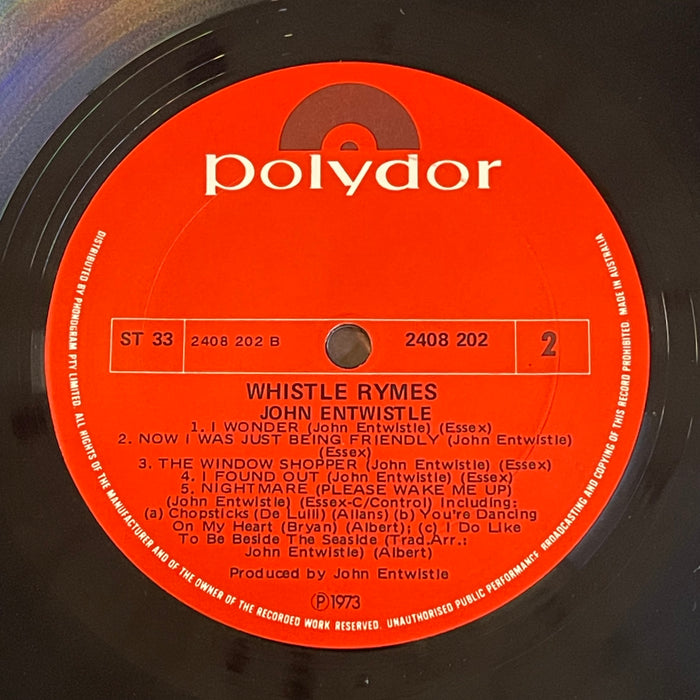 polydor
ST 33 2408 202 B 2408 202 2
WHISTLE RYMES
JOHN ENTWISTLE
1. I WONDER (John Entwistle) (Essex)
2. NOW I WAS JUST BEING FRIENDLY (John Entwistle)
(Essex)
3. THE WINDOW SHOPPER (John Entwistle) (Essex)
4. I FOUND OUT (John Entwistle) (Essex)
5. NIGHTMARE (PLEASE WAKE ME UP)
(John Entwistle) (Essex-C/Control) Including:
(a) Chopsticks (De Lulli) (Allans) (b) You're Dancing
On My Heart (Bryan) (Albert); (c) I Do Like
To Be Beside The Seaside (Trad.Arr.:
John Entwistle) (Albert)
Produced by John Entwistle
Ⓟ1973
DISTRIBUTED BY PHONOGRAM PTY LIMITED. ALL RIGHTS OF THE MANUFACTURER AND OF THE OWNER OF THE RECORDED WORK RESERVED. UNAUTHORISED PUBLIC PERFORMANCE BROADCASTING AND COPYING OF THIS RECORD PROHIBITED. MADE IN AUSTRALIA